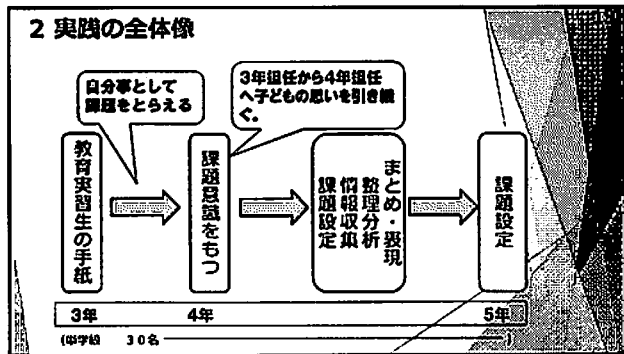 2 実践の全体像
自分事として
課題をとらえる
3年担任から4年担任
へ子どもの思いを引き継
ぐ。
教育実習生の手紙
課題意識をもつ
まとめ・表現
整理分析
情報収集
課題設定
課題設定
3年
4年
5年
(中学級 30名
)